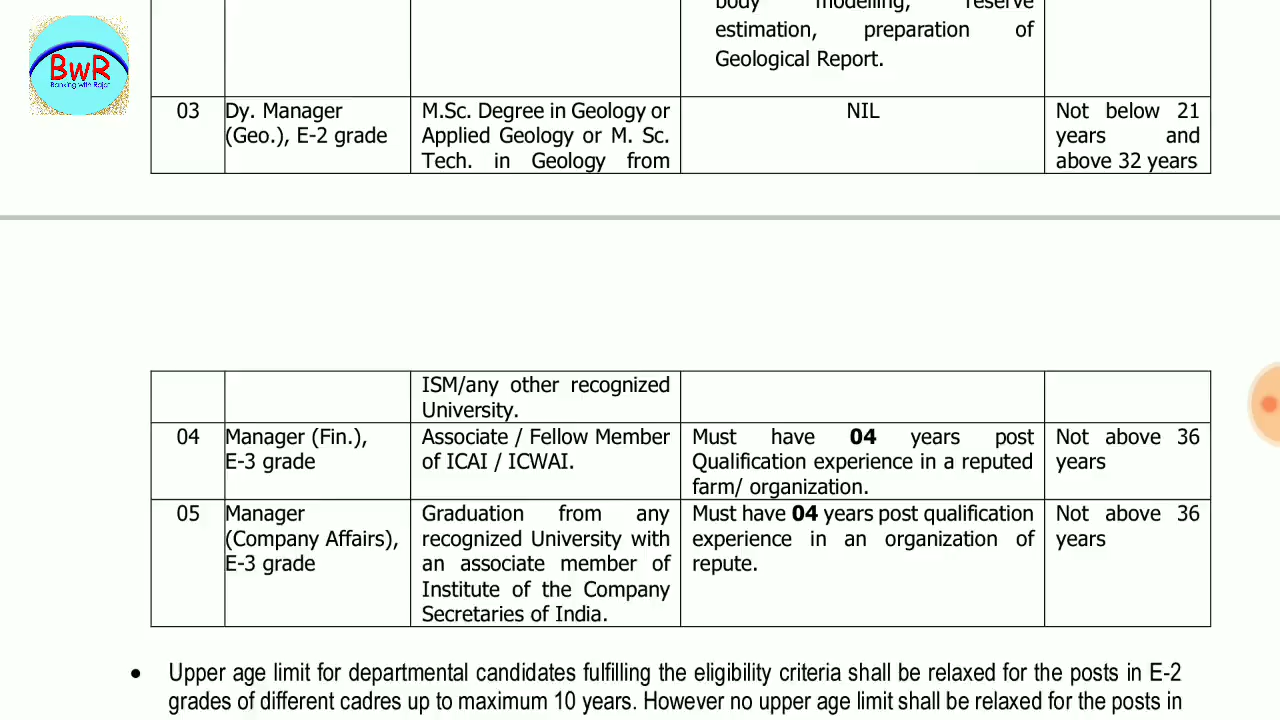 BwR
Banking with Rajat
body modelling, reserve
estimation, preparation of
Geological Report.
03
Dy. Manager
(Geo.), E-2 grade
M.Sc. Degree in Geology or
Applied Geology or M. Sc.
Tech. in Geology from
NIL
Not below 21
years and
above 32 years
ISM/any other recognized
University.
04
Manager (Fin.),
E-3 grade
Associate / Fellow Member
of ICAI / ICWAI.
Must have 04 years post
Qualification experience in a reputed
farm/ organization.
Not above 36
years
05
Manager
(Company Affairs),
E-3 grade
Graduation from any
recognized University with
an associate member of
Institute of the Company
Secretaries of India.
Must have 04 years post qualification
experience in an organization of
repute.
Not above 36
years
• Upper age limit for departmental candidates fulfilling the eligibility criteria shall be relaxed for the posts in E-2
grades of different cadres up to maximum 10 years. However no upper age limit shall be relaxed for the posts in